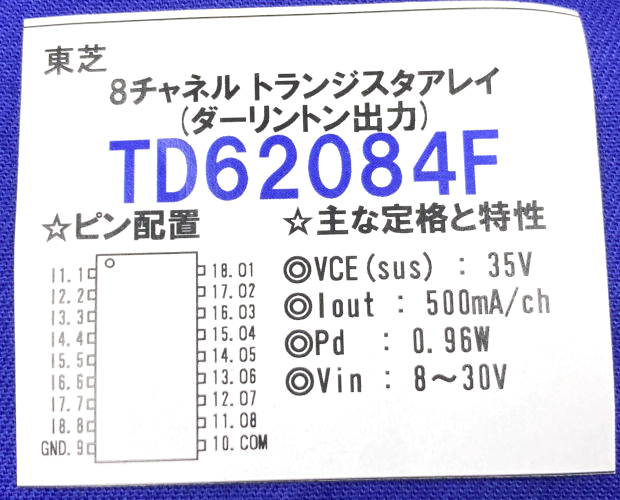 東芝
8チャネル トランジスタアレイ
(ダーリントン出力)
TD62084F
☆ピン配置
I1.1
I2.2
I3.3
I4.4
I5.5
I6.6
I7.7
I8.8
GND.9
18.O1
17.O2
16.O3
15.O4
14.O5
13.O6
12.O7
11.O8
10.COM
☆主な定格と特性
◎VCE(sus) : 35V
◎Iout : 500mA/ch
◎Pd : 0.96W
◎Vin : 8～30V